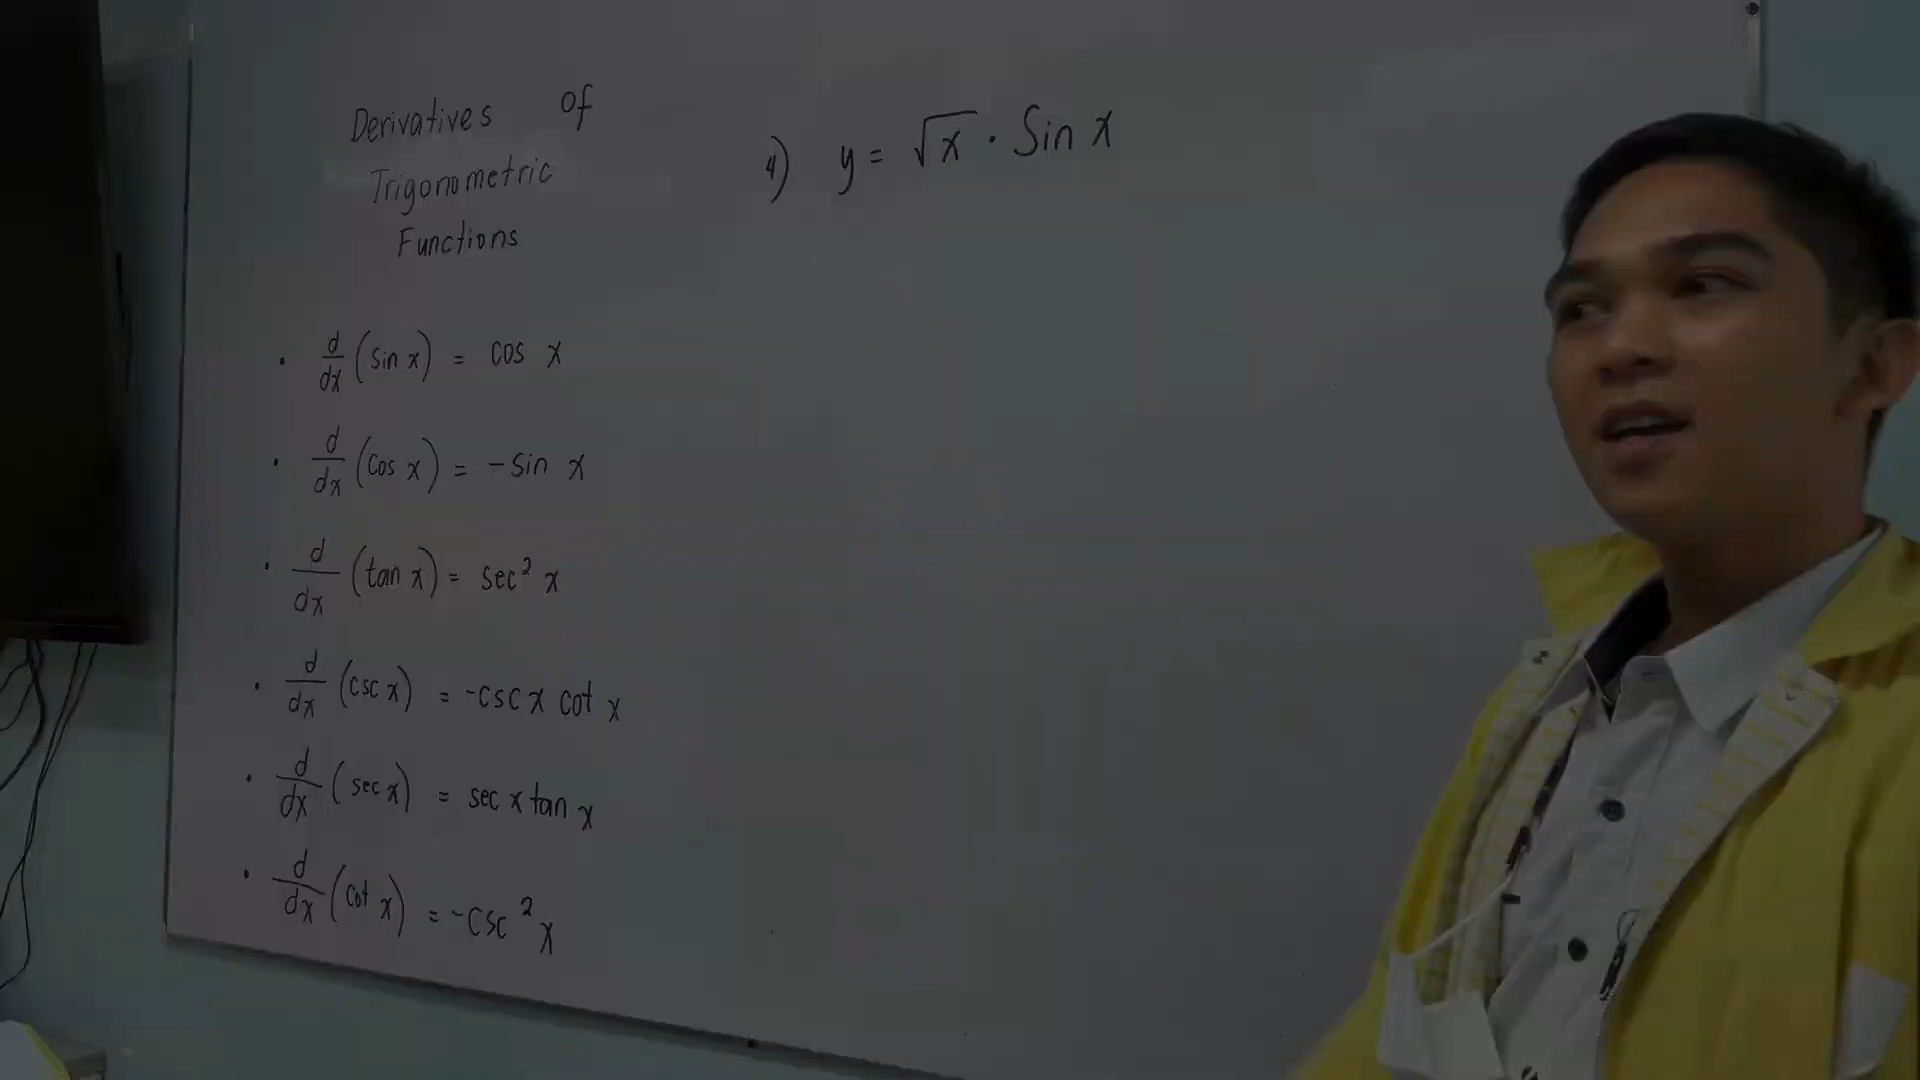 Derivatives of
Trigonometric
Functions
• d/dx (sin x) = cos x
• d/dx (cos x) = -sin x
• d/dx (tan x) = sec² x
• d/dx (csc x) = -csc x cot x
• d/dx (sec x) = sec x tan x
• d/dx (cot x) = -csc² x
4) y = √x · Sin x